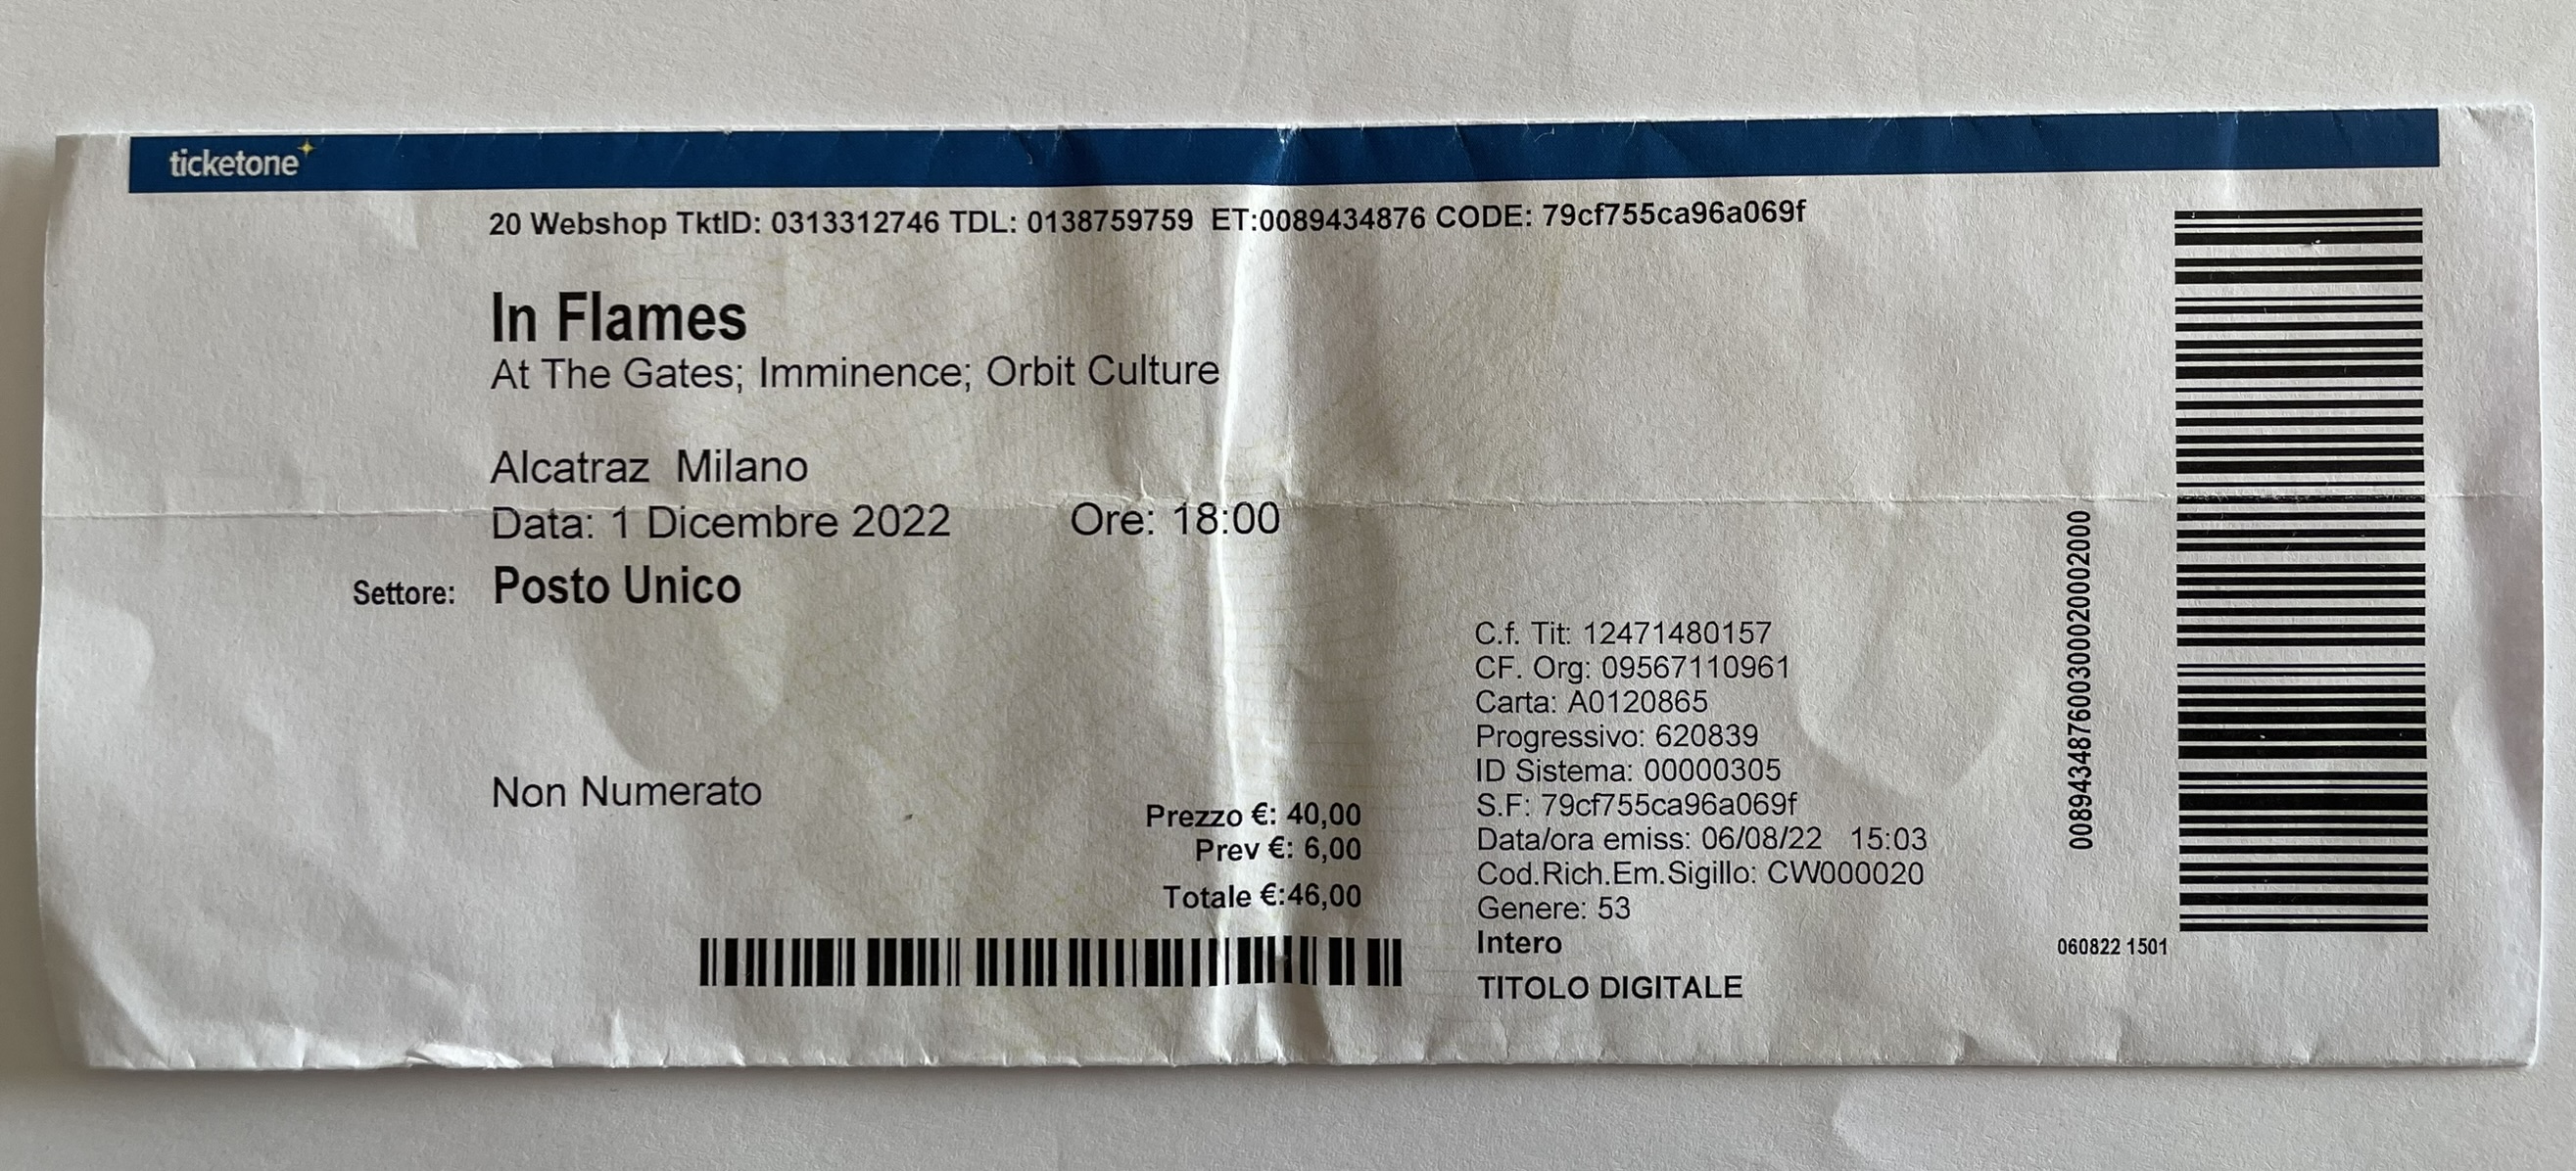 ticketone
20 Webshop TktID: 0313312746 TDL: 0138759759 ET:0089434876 CODE: 79cf755ca96a069f
In Flames
At The Gates; Imminence; Orbit Culture
Alcatraz Milano
Data: 1 Dicembre 2022 Ore: 18:00
Settore: Posto Unico
Non Numerato
Prezzo €: 40,00
Prev €: 6,00
Totale €:46,00
C.f. Tit: 12471480157
CF. Org: 09567110961
Carta: A0120865
Progressivo: 620839
ID Sistema: 00000305
S.F: 79cf755ca96a069f
Data/ora emiss: 06/08/22 15:03
Cod.Rich.Em.Sigillo: CW000020
Genere: 53
Intero
TITOLO DIGITALE
008943487600300020002000
060822 1501